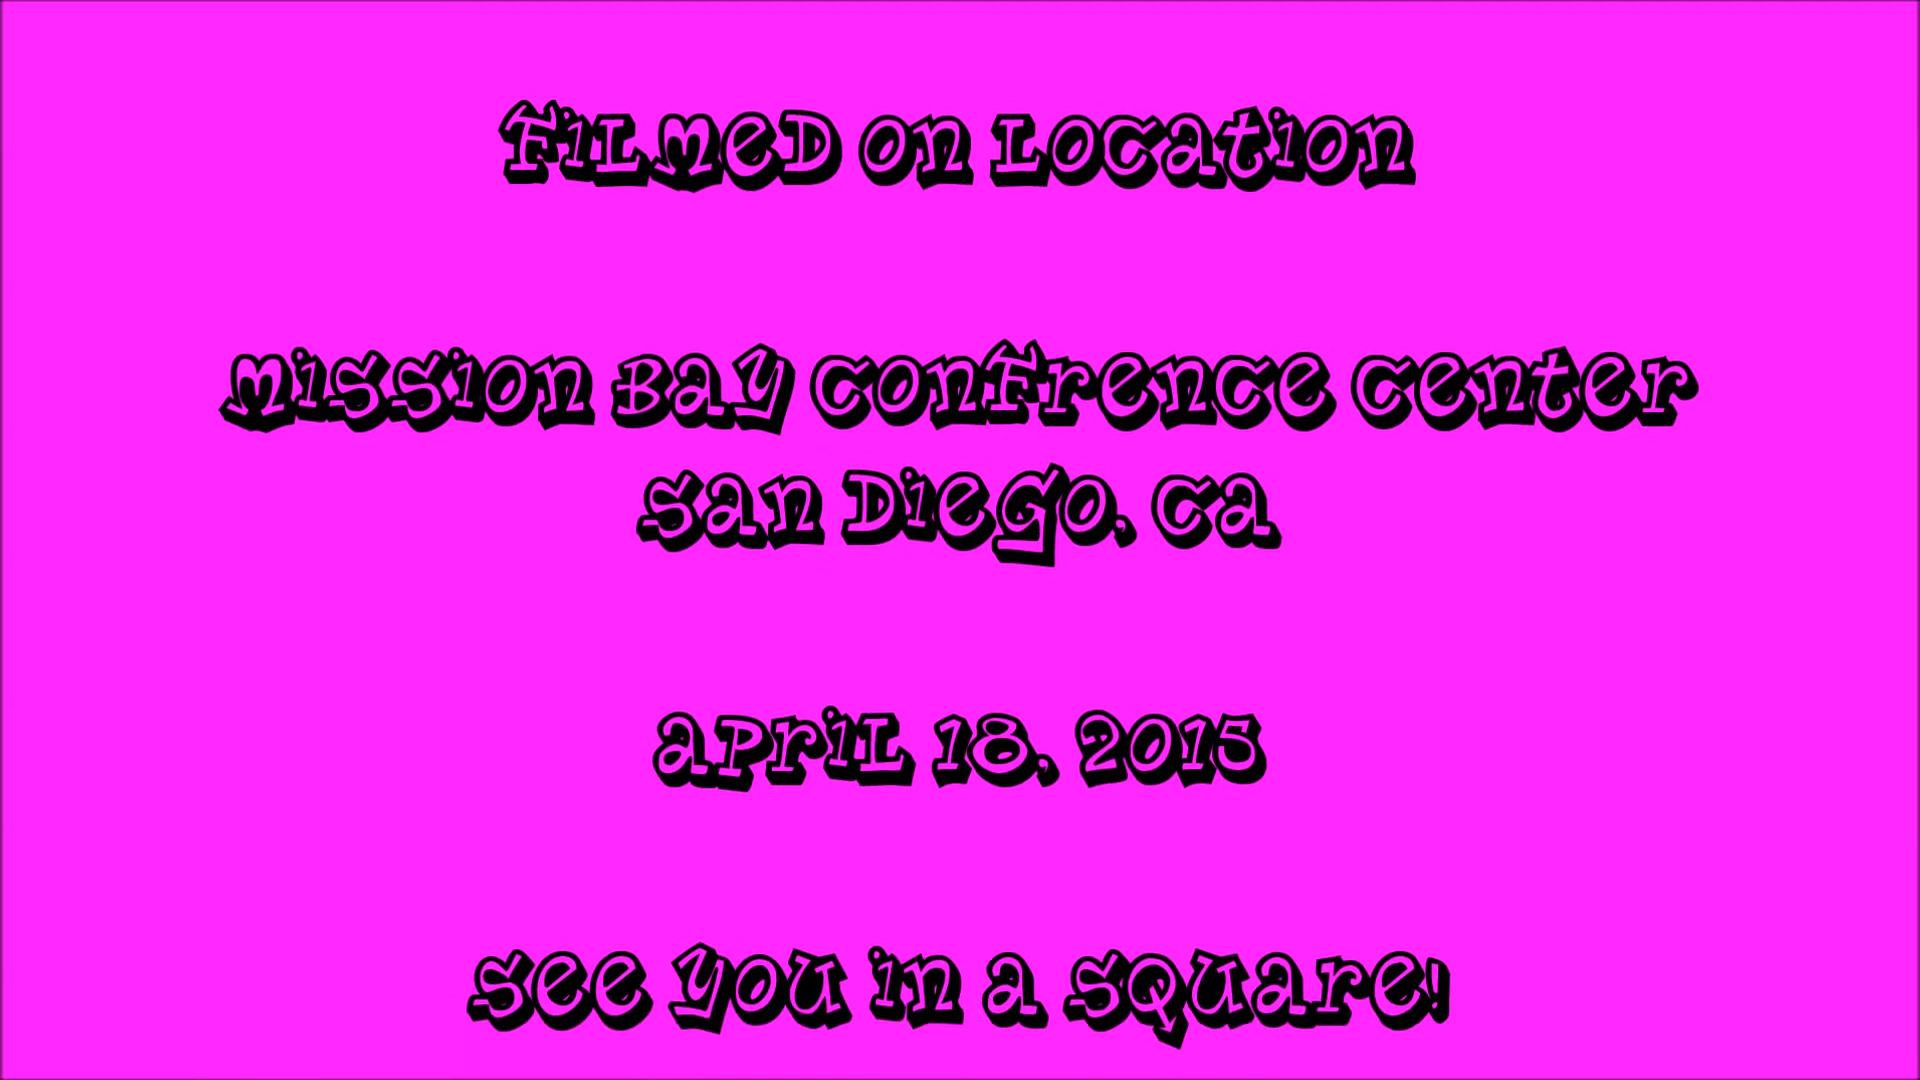 Filmed on Location
Mission Bay Confrence Center
San Diego, Ca
April 18, 2015
See you in a square!